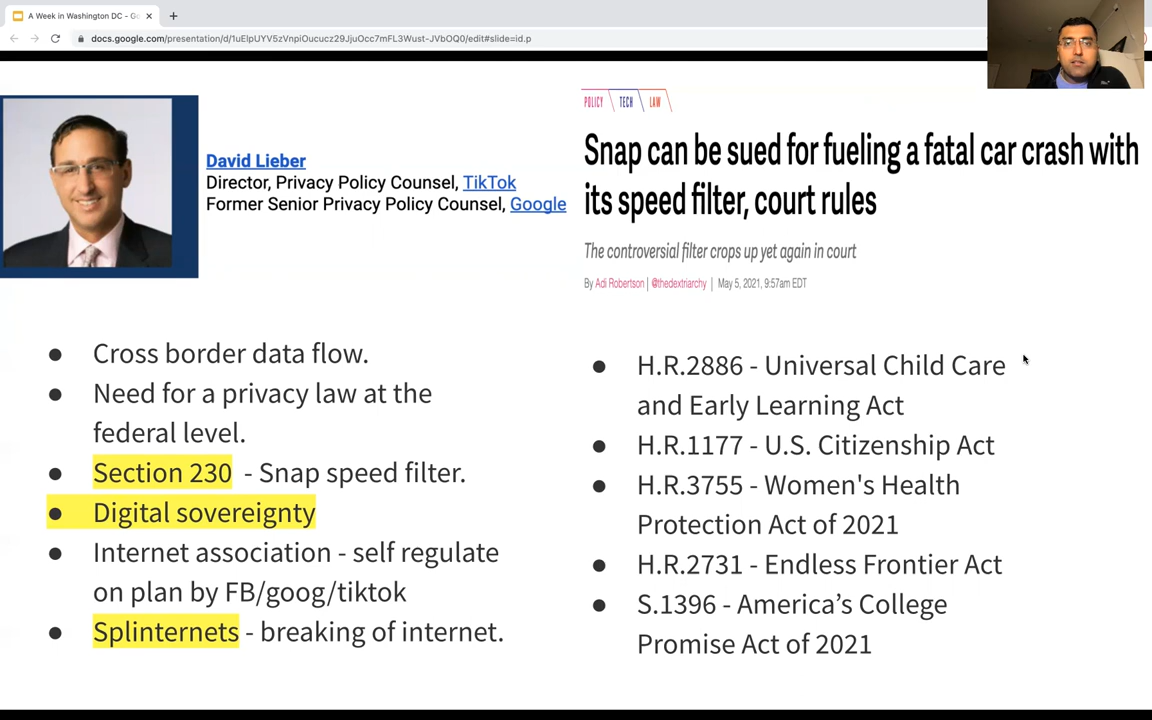 A Week in Washington DC - Go
docs.google.com/presentation/d/1uElpUYV5zVnpiOucucz29JjuOcc7mFL3Wust-JVbOQ0/edit#slide=id.p
David Lieber
Director, Privacy Policy Counsel, TikTok
Former Senior Privacy Policy Counsel, Google
● Cross border data flow.
● Need for a privacy law at the
federal level.
● Section 230 - Snap speed filter.
● Digital sovereignty
● Internet association - self regulate
on plan by FB/goog/tiktok
● Splinternets - breaking of internet.
POLICY TECH LAW
Snap can be sued for fueling a fatal car crash with
its speed filter, court rules
The controversial filter crops up yet again in court
By Adi Robertson | @thedextriarchy | May 5, 2021, 9:57am EDT
● H.R.2886 - Universal Child Care
and Early Learning Act
● H.R.1177 - U.S. Citizenship Act
● H.R.3755 - Women's Health
Protection Act of 2021
● H.R.2731 - Endless Frontier Act
● S.1396 - America’s College
Promise Act of 2021